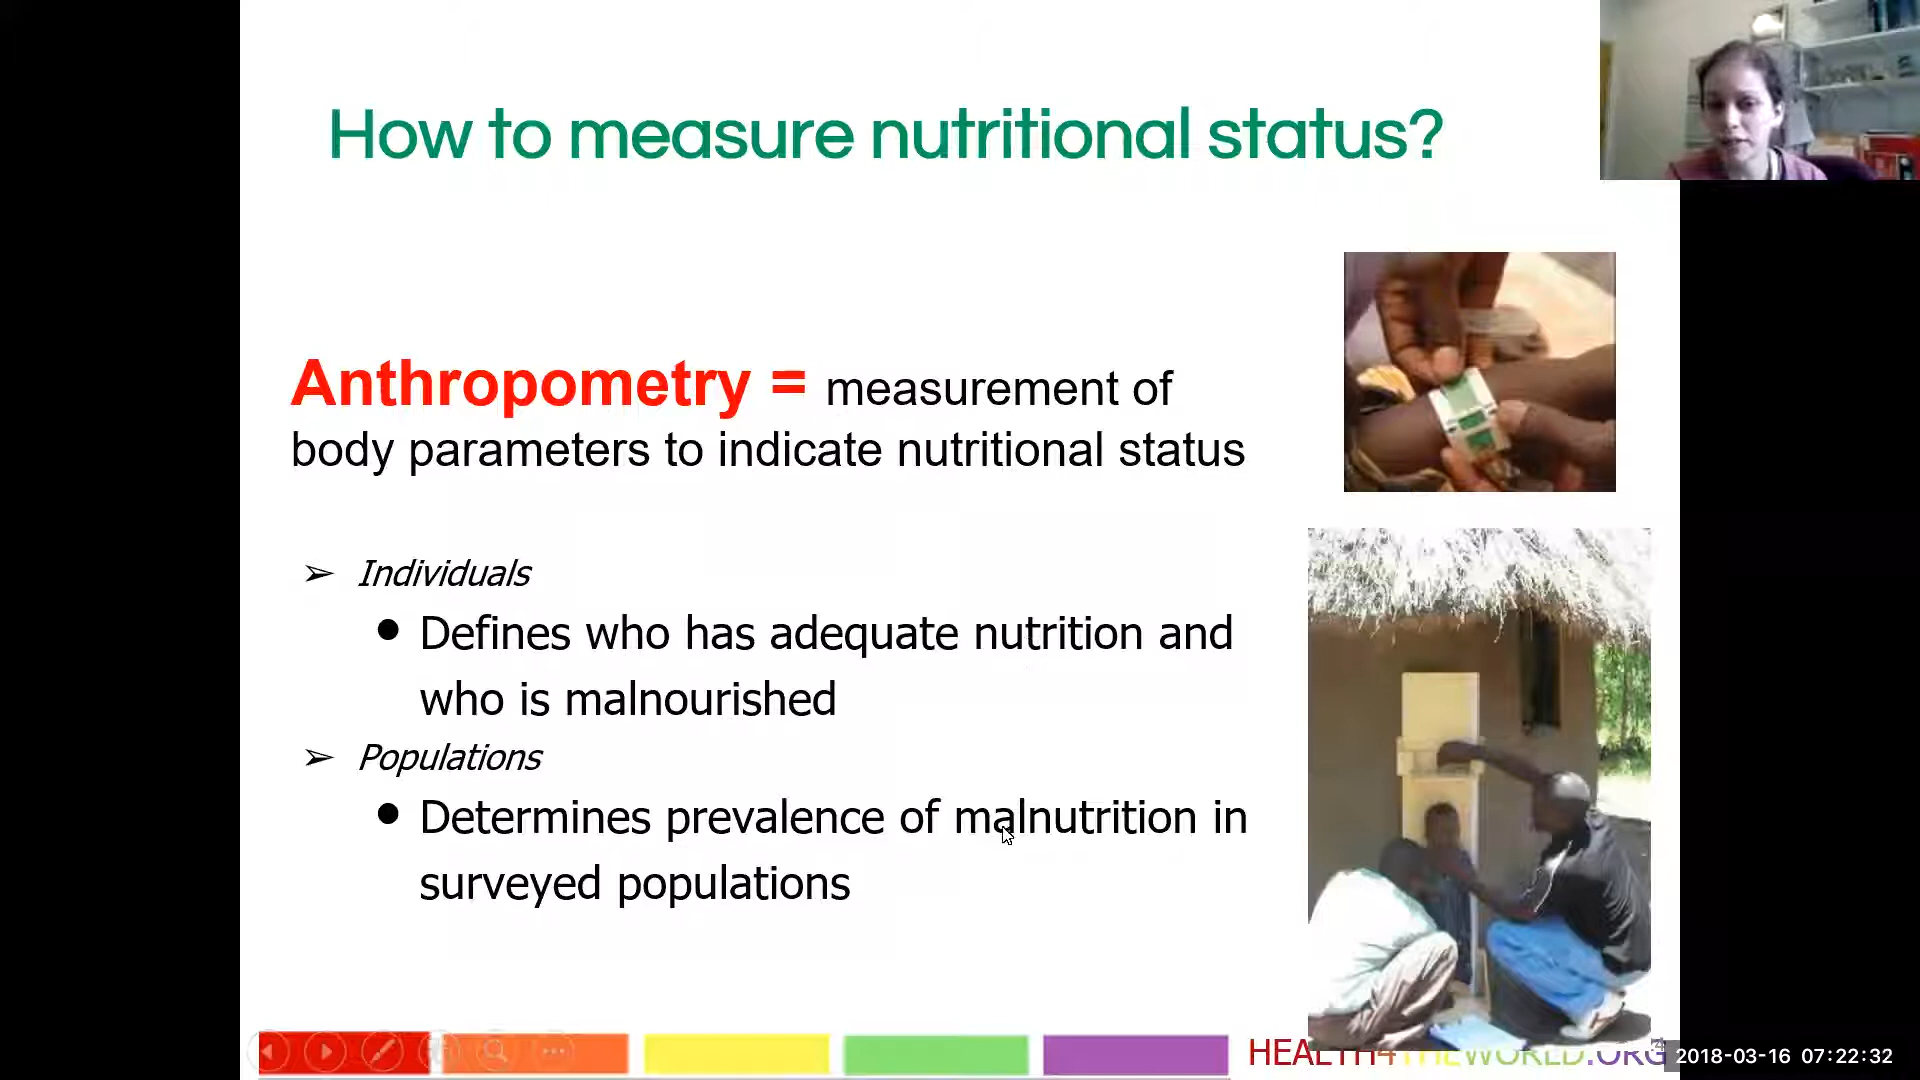 How to measure nutritional status?
Anthropometry = measurement of
body parameters to indicate nutritional status
➢ Individuals
● Defines who has adequate nutrition and
who is malnourished
➢ Populations
● Determines prevalence of malnutrition in
surveyed populations
HEALTH4THEWORLD.ORG
2018-03-16 07:22:32